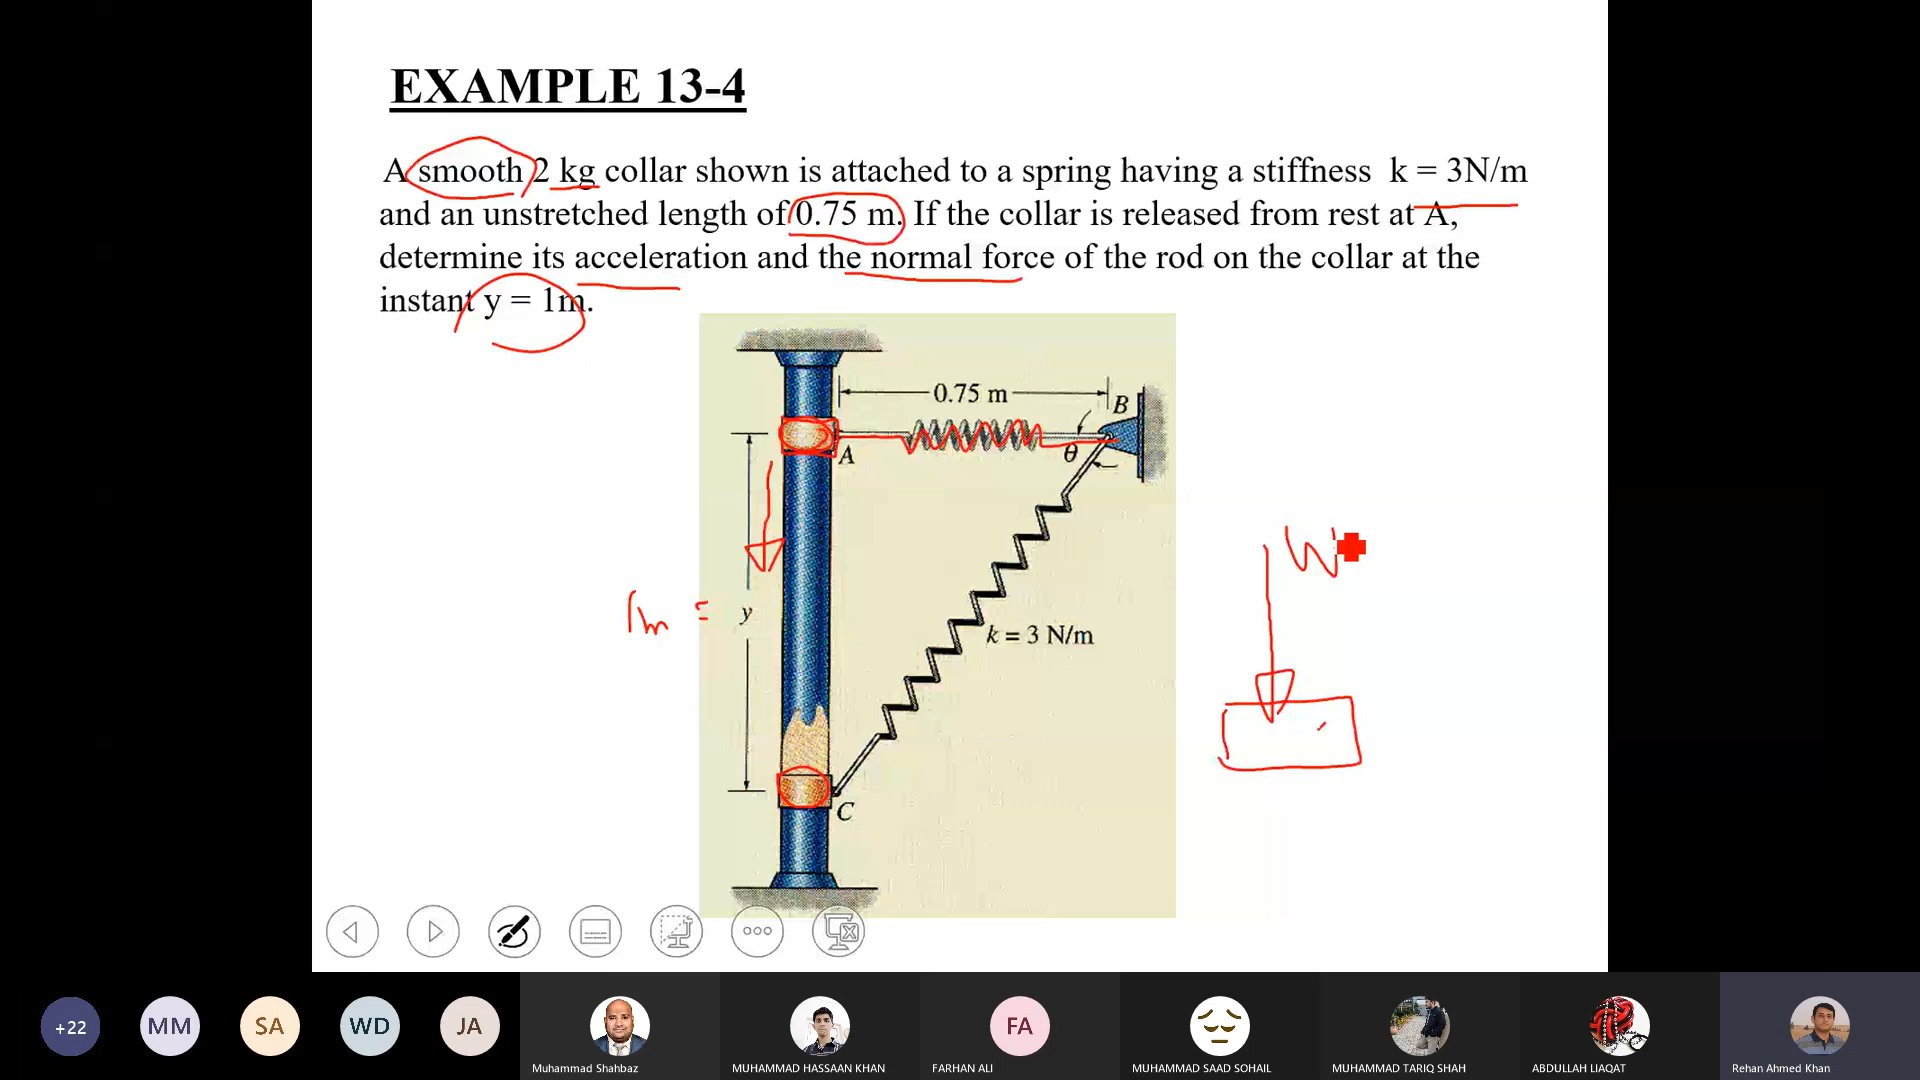 EXAMPLE 13-4
A smooth 2 kg collar shown is attached to a spring having a stiffness k = 3N/m
and an unstretched length of 0.75 m. If the collar is released from rest at A,
determine its acceleration and the normal force of the rod on the collar at the
instant y = 1m.
0.75 m
B
A
θ
W
1m =
y
k = 3 N/m
C
+22
MM
SA
WD
JA
FA
Muhammad Shahbaz
MUHAMMAD HASSAAN KHAN
FARHAN ALI
MUHAMMAD SAAD SOHAIL
MUHAMMAD TARIQ SHAH
ABDULLAH LIAQAT
Rehan Ahmed Khan